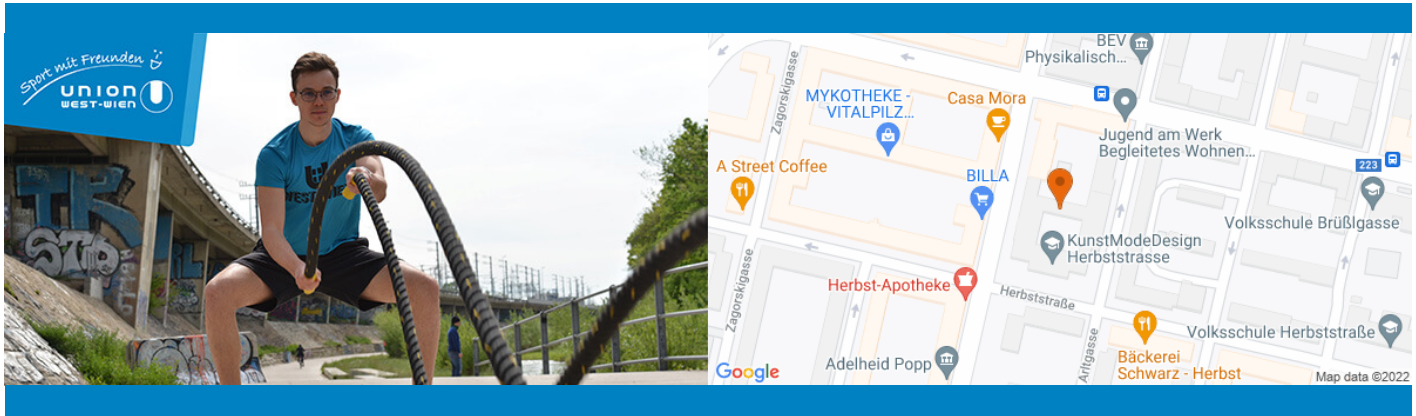 Sport mit Freunden
UNION
WEST-WIEN
WEST
STO
Zagorskigasse
BEV
Physikalisch...
MYKOTHEKE -
VITALPILZ...
Casa Mora
Jugend am Werk
Begleitetes Wohnen...
A Street Coffee
BILLA
223
Volksschule Brüßlgasse
KunstModeDesign
Herbststrasse
Zagorskigasse
Herbst-Apotheke
Herbststraße
Volksschule Herbststraße
Arltgasse
Adelheid Popp
Bäckerei
Schwarz - Herbst
Google
Map data ©2022